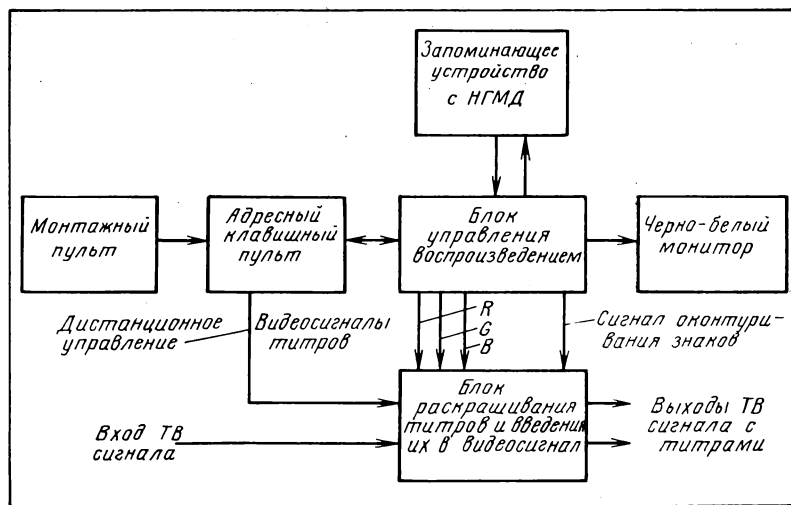 Запоминающее
устройство
с НГМД
Монтажный
пульт
Адресный
клавишный
пульт
Блок
управления
воспроизведением
Черно-белый
монитор
Дистанционное
управление
Видеосигналы
титров
R
G
B
Сигнал оконтури-
вания знаков
Вход ТВ
сигнала
Блок
раскрашивания
титров и введения
их в видеосигнал
Выходы ТВ
сигнала с
титрами